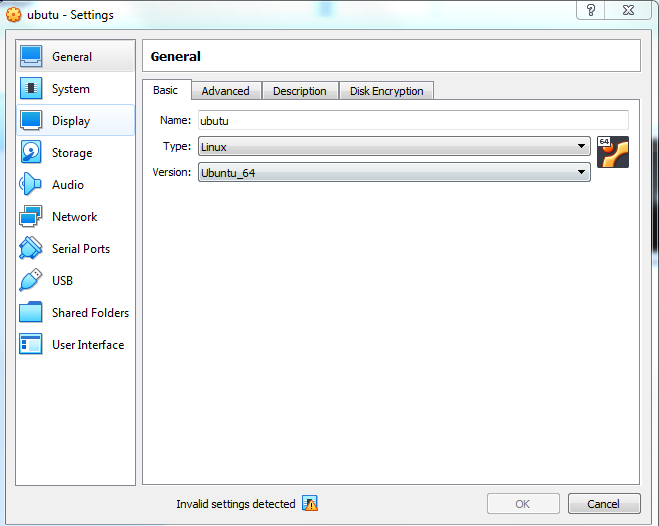 ubutu - Settings
?
General
System
Display
Storage
Audio
Network
Serial Ports
USB
Shared Folders
User Interface
General
Basic Advanced Description Disk Encryption
Name: ubutu
Type: Linux
64
Version: Ubuntu_64
Invalid settings detected
OK Cancel